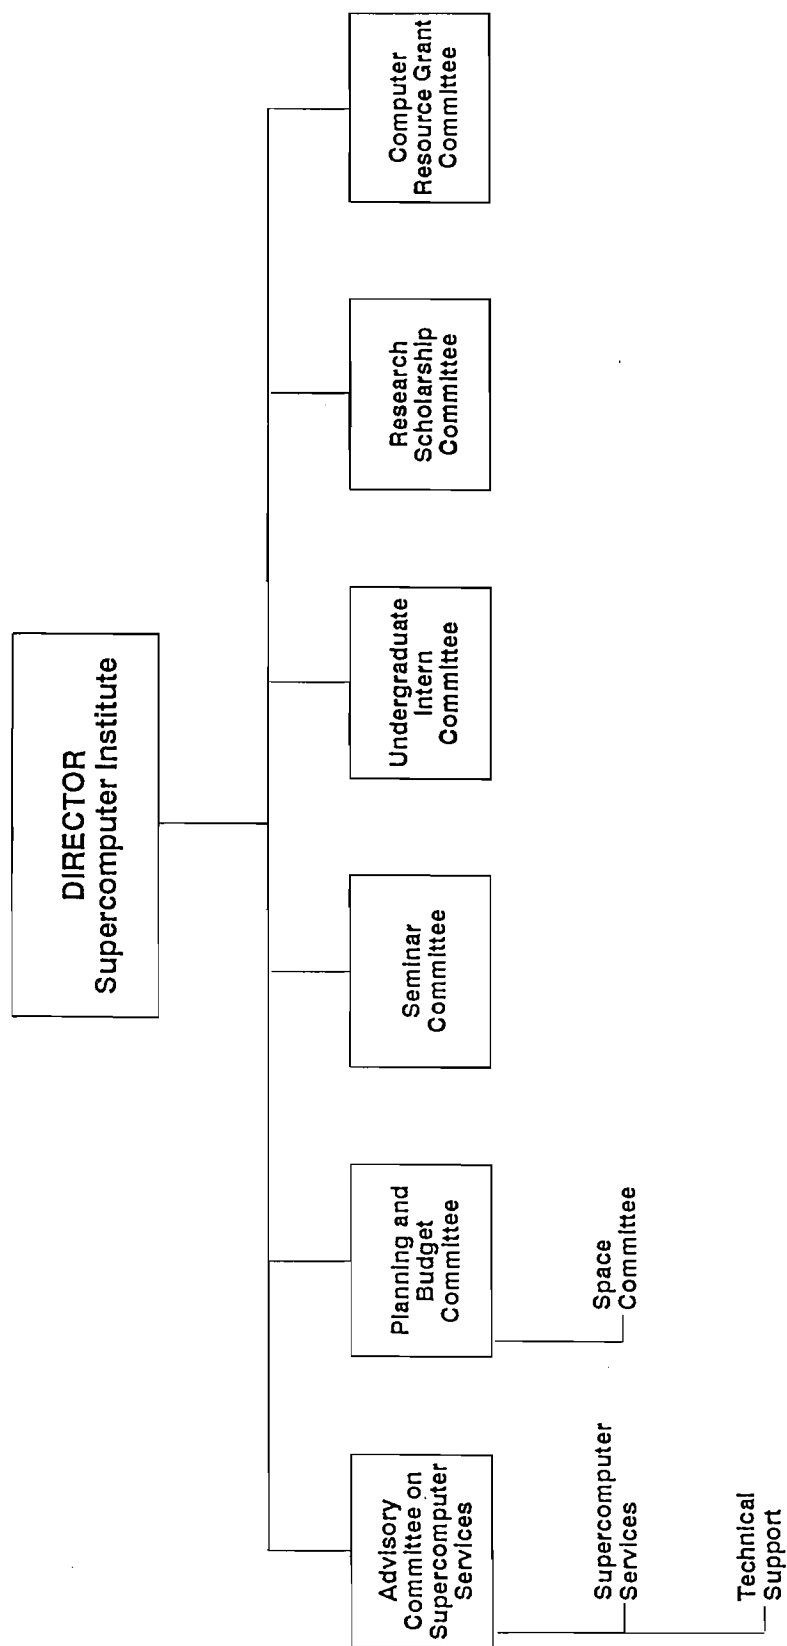 DIRECTOR
Supercomputer Institute
Advisory
Committee on
Supercomputer
Services
Planning and
Budget
Committee
Seminar
Committee
Undergraduate
Intern
Committee
Research
Scholarship
Committee
Computer
Resource Grant
Committee
Supercomputer
Services
Technical
Support
Space
Committee